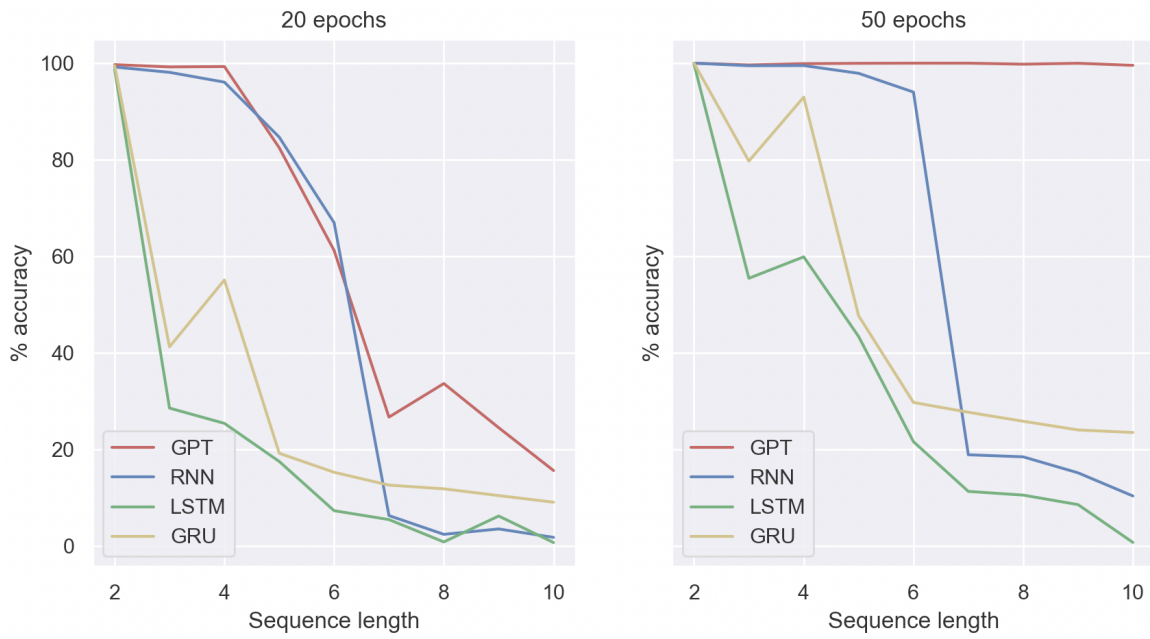 20 epochs
% accuracy
100
80
60
40
20
0
GPT
RNN
LSTM
GRU
2 4 6 8 10
Sequence length
50 epochs
% accuracy
GPT
RNN
LSTM
GRU
2 4 6 8 10
Sequence length